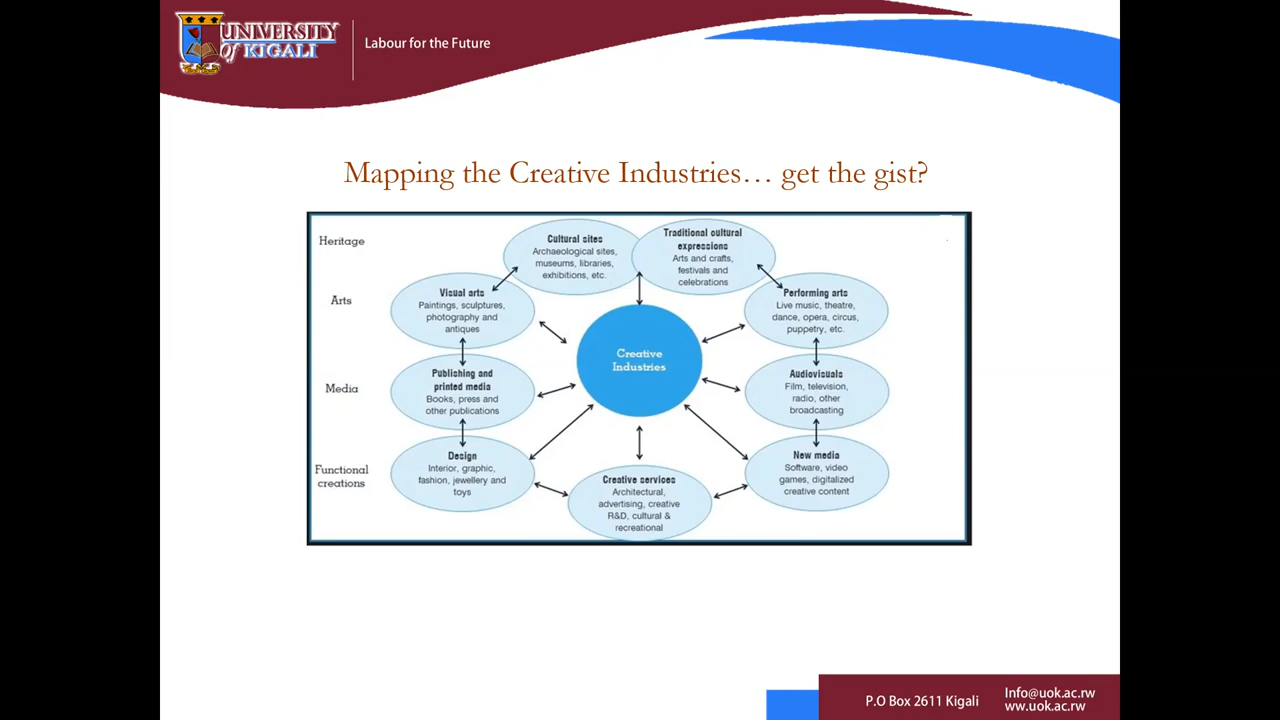 UNIVERSITY
of KIGALI
Labour for the Future
Mapping the Creative Industries… get the gist?
Heritage
Cultural sites
Archaeological sites,
museums, libraries,
exhibitions, etc.
Traditional cultural
expressions
Arts and crafts,
festivals and
celebrations
Arts
Visual arts
Paintings, sculptures,
photography and
antiques
Performing arts
Live music, theatre,
dance, opera, circus,
puppetry, etc.
Creative
Industries
Media
Publishing and
printed media
Books, press and
other publications
Audiovisuals
Film, television,
radio, other
broadcasting
Functional
creations
Design
Interior, graphic,
fashion, jewellery and
toys
Creative services
Architectural,
advertising, creative
R&D, cultural &
recreational
New media
Software, video
games, digitalized
creative content
P.O Box 2611 Kigali
Info@uok.ac.rw
ww.uok.ac.rw